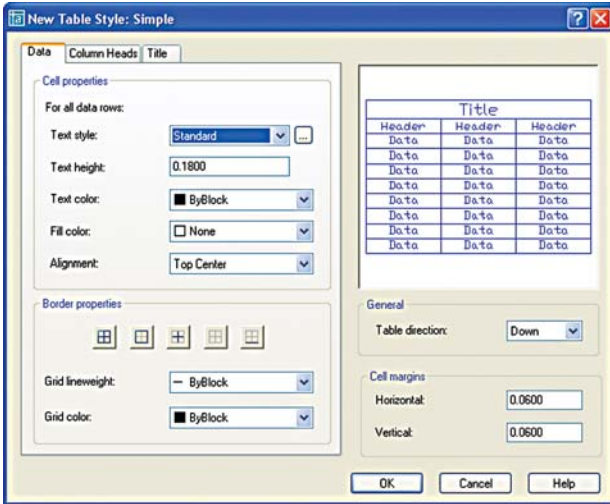 New Table Style: Simple
Data Column Heads Title
Cell properties
For all data rows:
Text style: Standard ...
Text height: 0.1800
Text color: ByBlock
Fill color: None
Alignment: Top Center
Border properties
Grid lineweight: ByBlock
Grid color: ByBlock
Title
Header Header Header
Data Data Data
Data Data Data
Data Data Data
Data Data Data
Data Data Data
Data Data Data
Data Data Data
Data Data Data
General
Table direction: Down
Cell margins
Horizontal: 0.0600
Vertical: 0.0600
OK Cancel Help